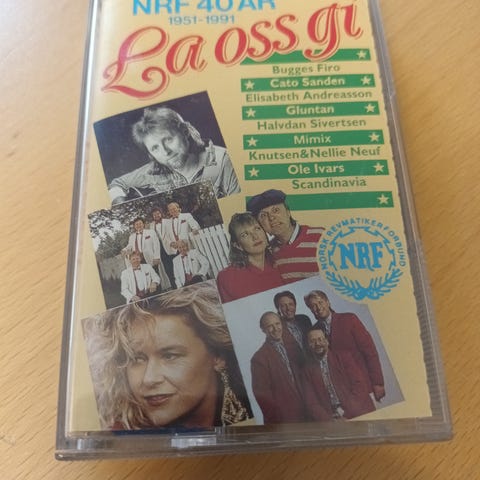 NRF 40 ÅR
1951-1991
La oss gi
Bugges Firo
Cato Sanden
Elisabeth Andreasson
Gluntan
Halvdan Sivertsen
Mimix
Knutsen&Nellie Neuf
Ole Ivars
Scandinavia
NORSK REVMATIKERFORBUND
NRF